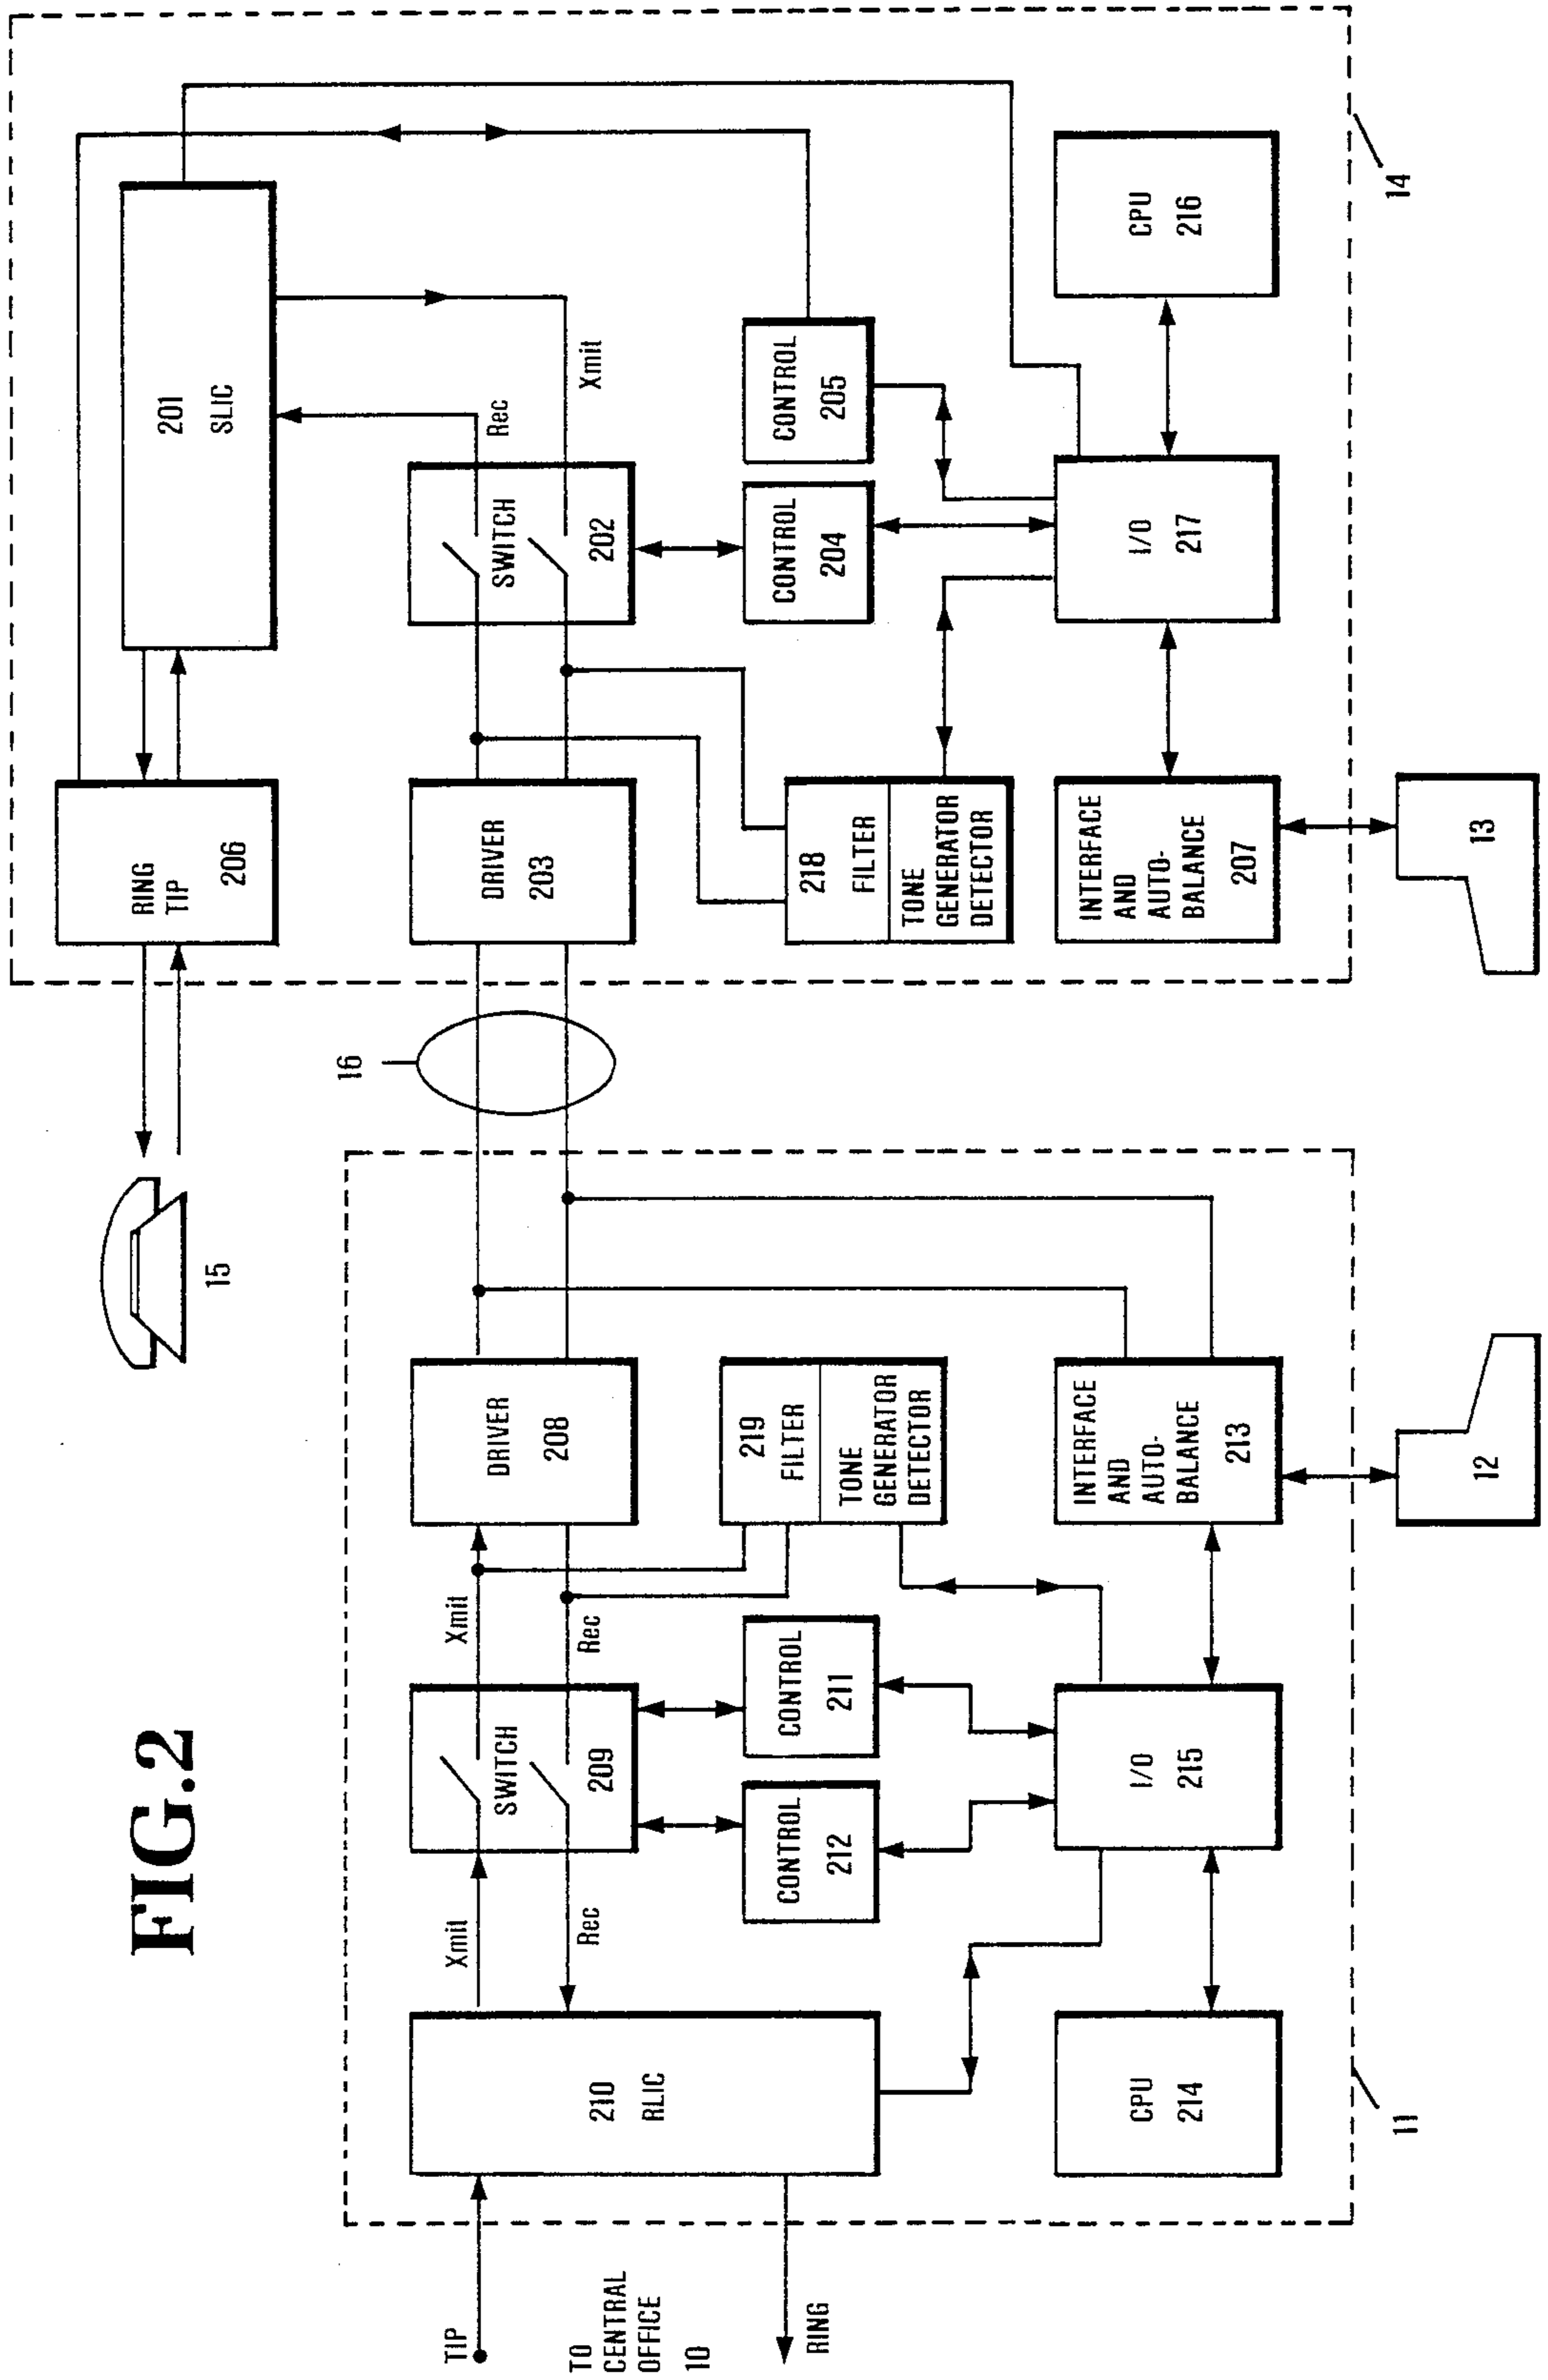 FIG.2
15
16
RING
TIP
206
201
SLIC
TIP
TO
CENTRAL
OFFICE
10
RING
210
RLIC
Xmit
Rec
SWITCH
209
Xmit
Rec
DRIVER
208
DRIVER
203
SWITCH
202
Rec
Xmit
CONTROL
212
CONTROL
211
219
FILTER
TONE
GENERATOR
DETECTOR
218
FILTER
TONE
GENERATOR
DETECTOR
CONTROL
204
CONTROL
205
CPU
214
I/O
215
INTERFACE
AND
AUTO-
BALANCE
213
INTERFACE
AND
AUTO-
BALANCE
207
I/O
217
CPU
216
11
12
13
14